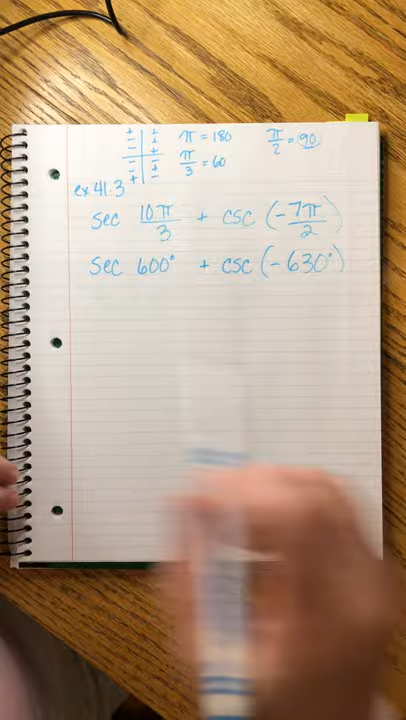 + | + π = 180 π/2 = 90
− | +
− | + π/3 = 60
− | −
+ | −
ex 41.3
sec 10π/3 + csc (−7π/2)
sec 600° + csc (−630°)